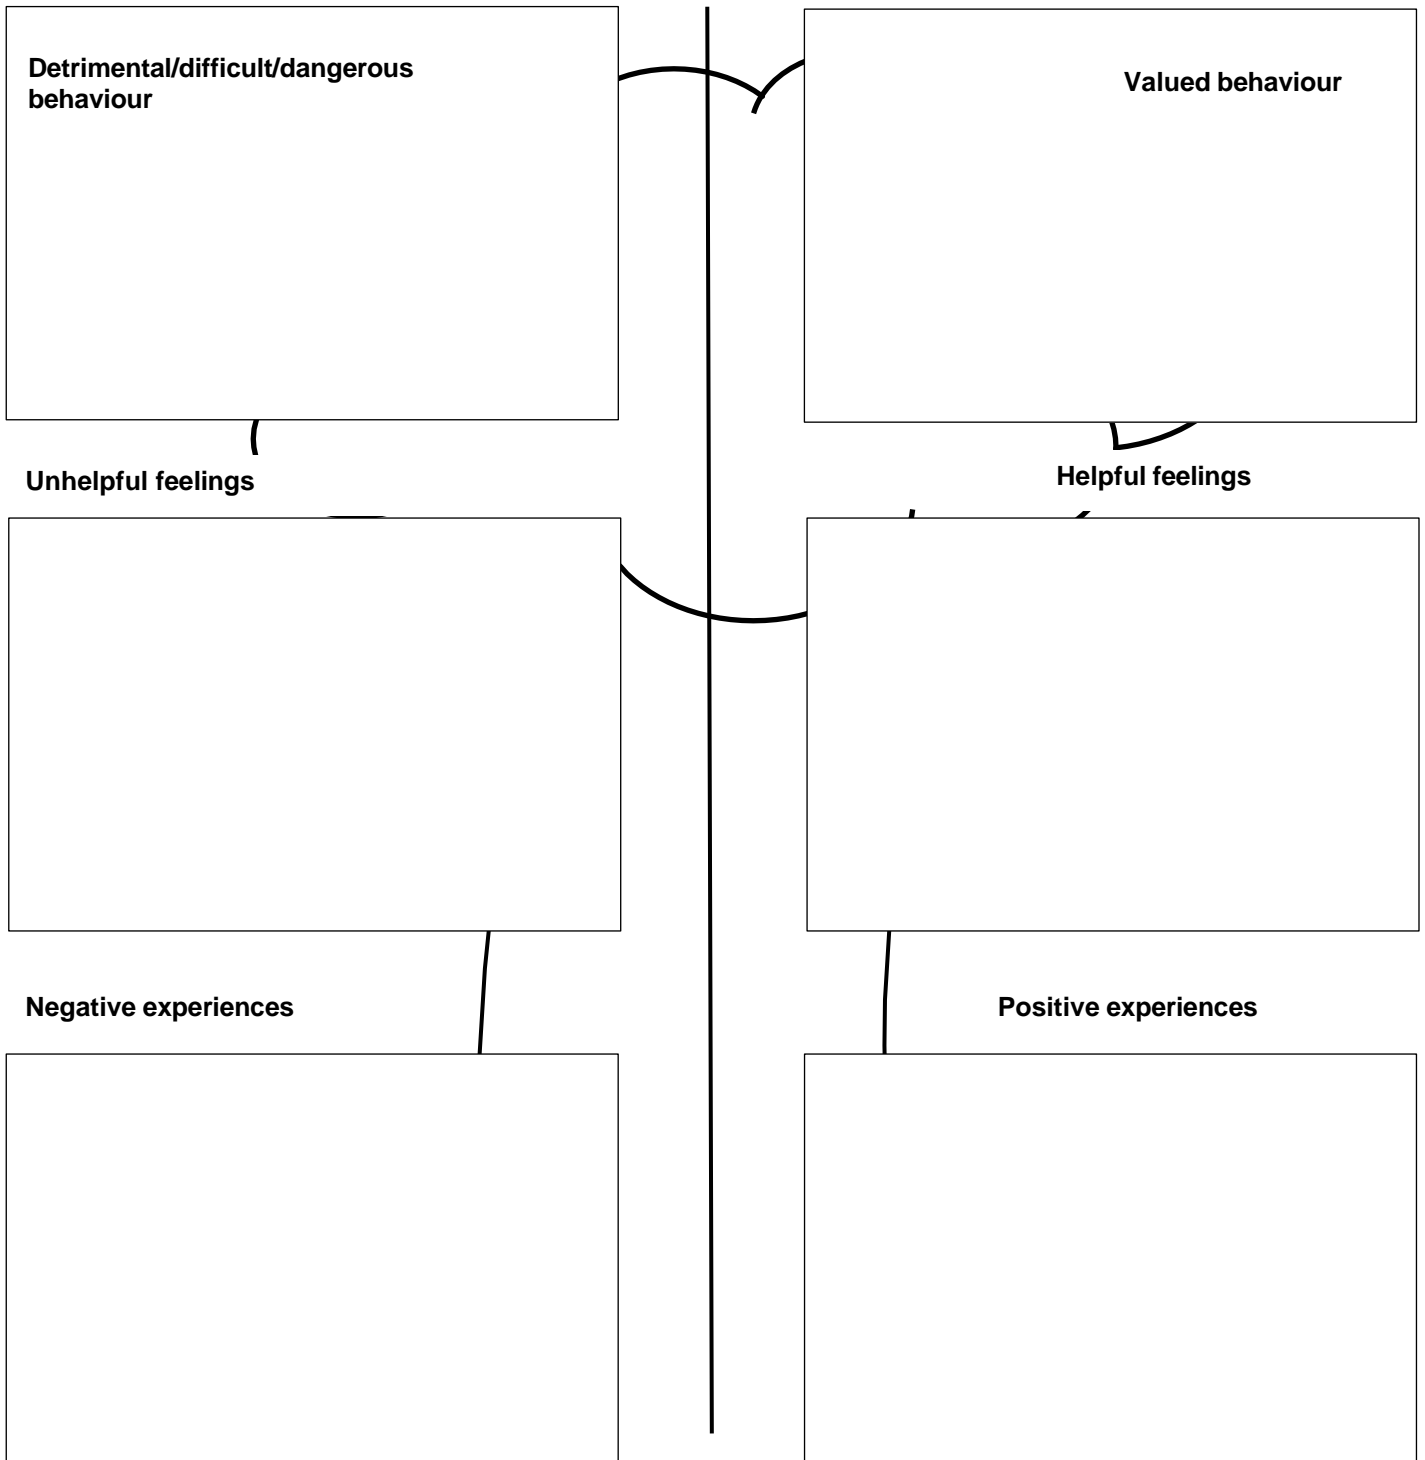 Detrimental/difficult/dangerous
behaviour
Valued behaviour
Unhelpful feelings
Helpful feelings
Negative experiences
Positive experiences